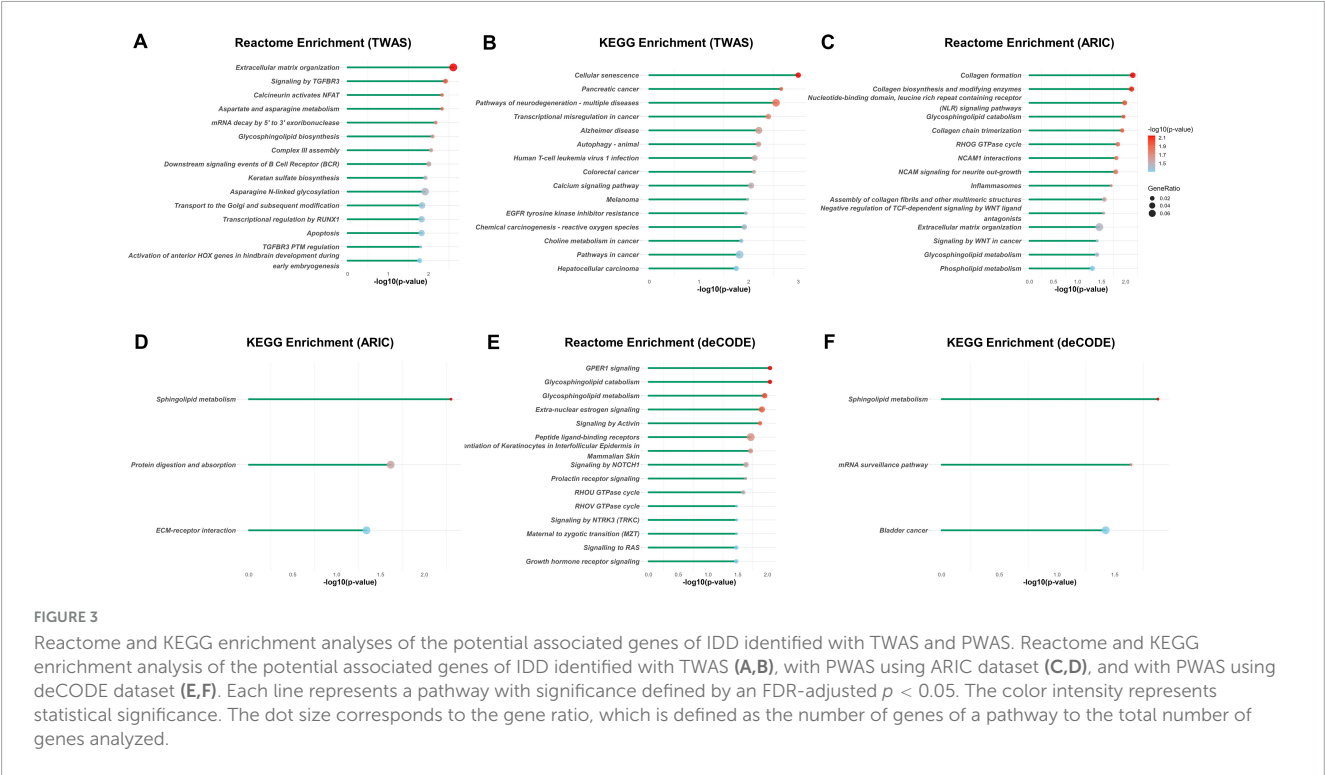 A
Reactome Enrichment (TWAS)
Extracellular matrix organization
Signaling by TGFBR3
Calcineurin activates NFAT
Aspartate and asparagine metabolism
mRNA decay by 5' to 3' exoribonuclease
Glycosphingolipid biosynthesis
Complex III assembly
Downstream signaling events of B Cell Receptor (BCR)
Keratan sulfate biosynthesis
Asparagine N-linked glycosylation
Transport to the Golgi and subsequent modification
Transcriptional regulation by RUNX1
Apoptosis
TGFBR3 PTM regulation
Activation of anterior HOX genes in hindbrain development during
early embryogenesis
0 2
-log10(p-value)
B
KEGG Enrichment (TWAS)
Cellular senescence
Pancreatic cancer
Pathways of neurodegeneration - multiple diseases
Transcriptional misregulation in cancer
Alzheimer disease
Autophagy - animal
Human T-cell leukemia virus 1 infection
Colorectal cancer
Calcium signaling pathway
Melanoma
EGFR tyrosine kinase inhibitor resistance
Chemical carcinogenesis - reactive oxygen species
Choline metabolism in cancer
Pathways in cancer
Hepatocellular carcinoma
0 2 3
-log10(p-value)
C
Reactome Enrichment (ARIC)
Collagen formation
Collagen biosynthesis and modifying enzymes
Nucleotide-binding domain, leucine rich repeat containing receptor
(NLR) signaling pathways
Glycosphingolipid catabolism
Collagen chain trimerization
RHOG GTPase cycle
NCAM1 interactions
NCAM signaling for neurite out-growth
Inflammasomes
Assembly of collagen fibrils and other multimeric structures
Negative regulation of TCF-dependent signaling by WNT ligand
antagonists
Extracellular matrix organization
Signaling by WNT in cancer
Glycosphingolipid metabolism
Phospholipid metabolism
0.0 0.5 1.0 1.5 2.0
-log10(p-value)
-log10(p-value)
2.1
1.9
1.7
1.5
GeneRatio
0.02
0.04
0.06
D
KEGG Enrichment (ARIC)
Sphingolipid metabolism
Protein digestion and absorption
ECM-receptor interaction
0.0 0.5 1.0 1.5 2.0
-log10(p-value)
E
Reactome Enrichment (deCODE)
GPER1 signaling
Glycosphingolipid catabolism
Glycosphingolipid metabolism
Extra-nuclear estrogen signaling
Signaling by Activin
Peptide ligand-binding receptors
entiation of Keratinocytes in Interfollicular Epidermis in
Mammalian Skin
Signaling by NOTCH1
Prolactin receptor signaling
RHOU GTPase cycle
RHOV GTPase cycle
Signaling by NTRK3 (TRKC)
Maternal to zygotic transition (MZT)
Signalling to RAS
Growth hormone receptor signaling
0.0 0.5 1.0 1.5 2.0
-log10(p-value)
F
KEGG Enrichment (deCODE)
Sphingolipid metabolism
mRNA surveillance pathway
Bladder cancer
0.0 0.5 1.0 1.5
-log10(p-value)
FIGURE 3
Reactome and KEGG enrichment analyses of the potential associated genes of IDD identified with TWAS and PWAS. Reactome and KEGG
enrichment analysis of the potential associated genes of IDD identified with TWAS (A,B), with PWAS using ARIC dataset (C,D), and with PWAS using
deCODE dataset (E,F). Each line represents a pathway with significance defined by an FDR-adjusted p < 0.05. The color intensity represents
statistical significance. The dot size corresponds to the gene ratio, which is defined as the number of genes of a pathway to the total number of
genes analyzed.